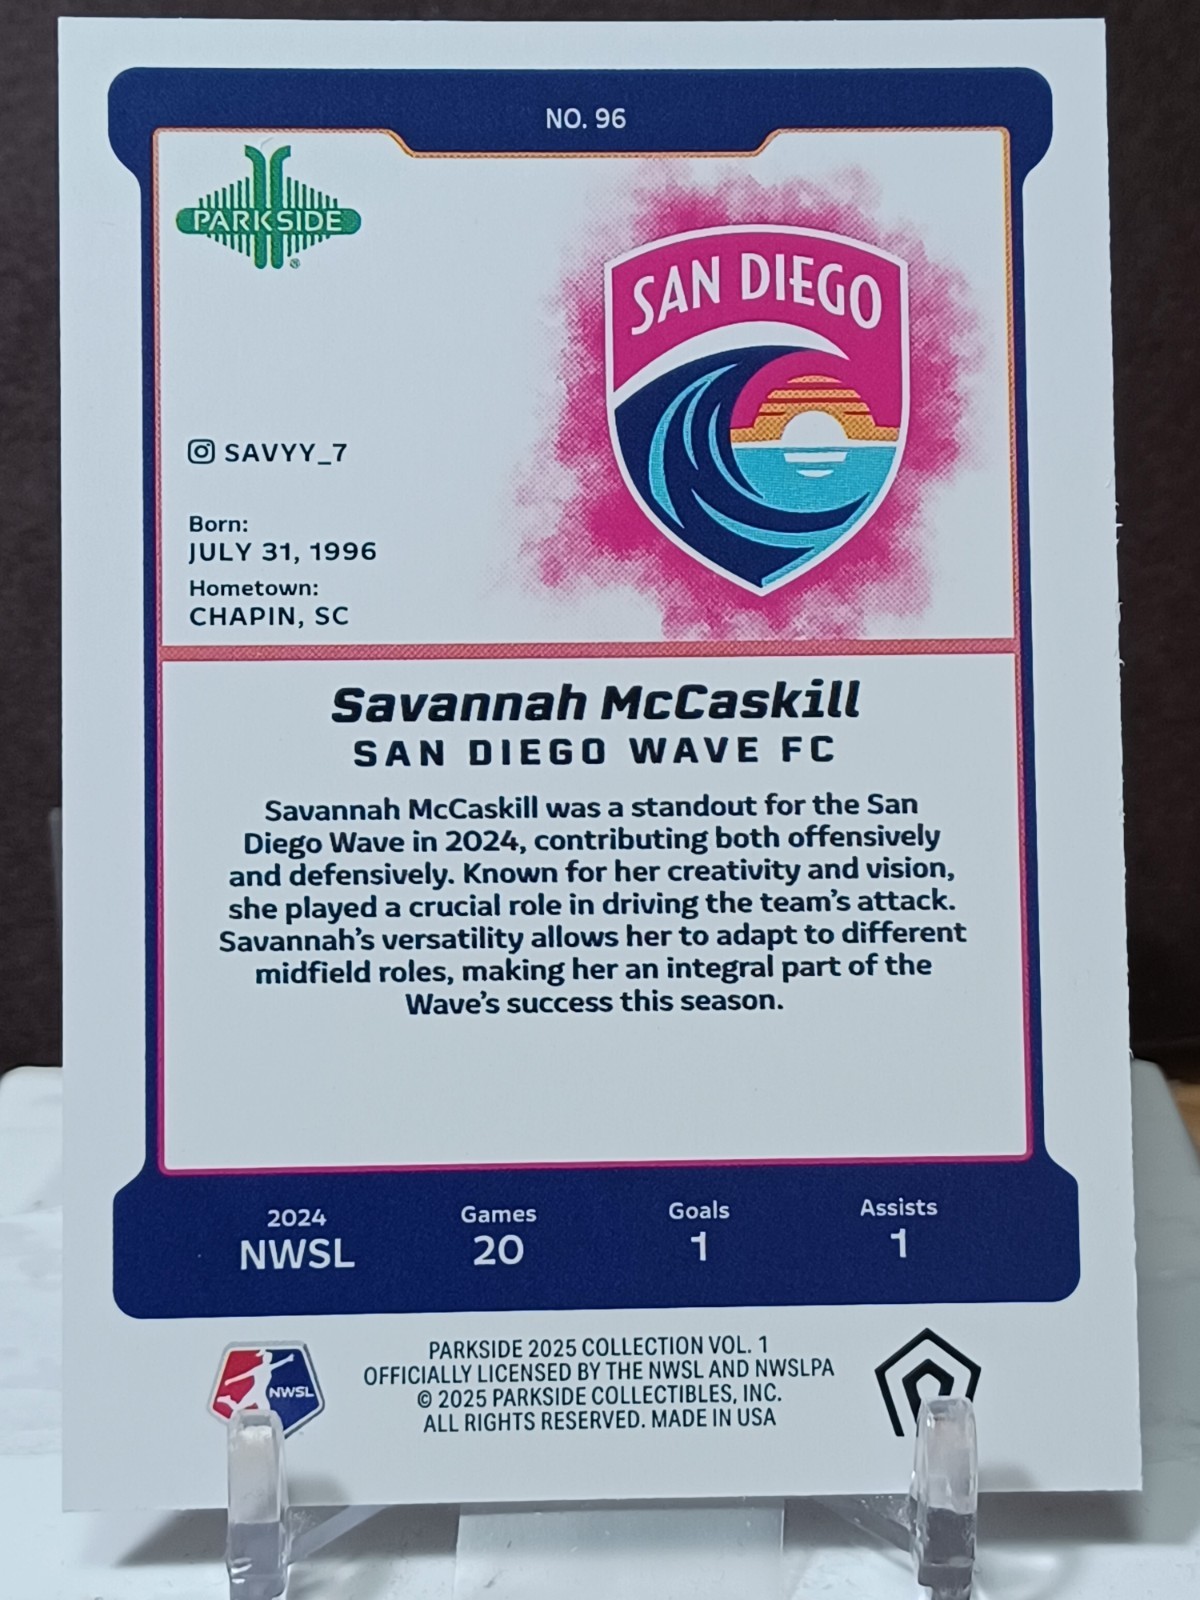 NO. 96
PARKSIDE
®
SAN DIEGO
SAVYY_7
Born:
JULY 31, 1996
Hometown:
CHAPIN, SC
Savannah McCaskill
SAN DIEGO WAVE FC
Savannah McCaskill was a standout for the San
Diego Wave in 2024, contributing both offensively
and defensively. Known for her creativity and vision,
she played a crucial role in driving the team's attack.
Savannah's versatility allows her to adapt to different
midfield roles, making her an integral part of the
Wave's success this season.
2024 Games Goals Assists
NWSL 20 1 1
NWSL
PARKSIDE 2025 COLLECTION VOL. 1
OFFICIALLY LICENSED BY THE NWSL AND NWSLPA
© 2025 PARKSIDE COLLECTIBLES, INC.
ALL RIGHTS RESERVED. MADE IN USA